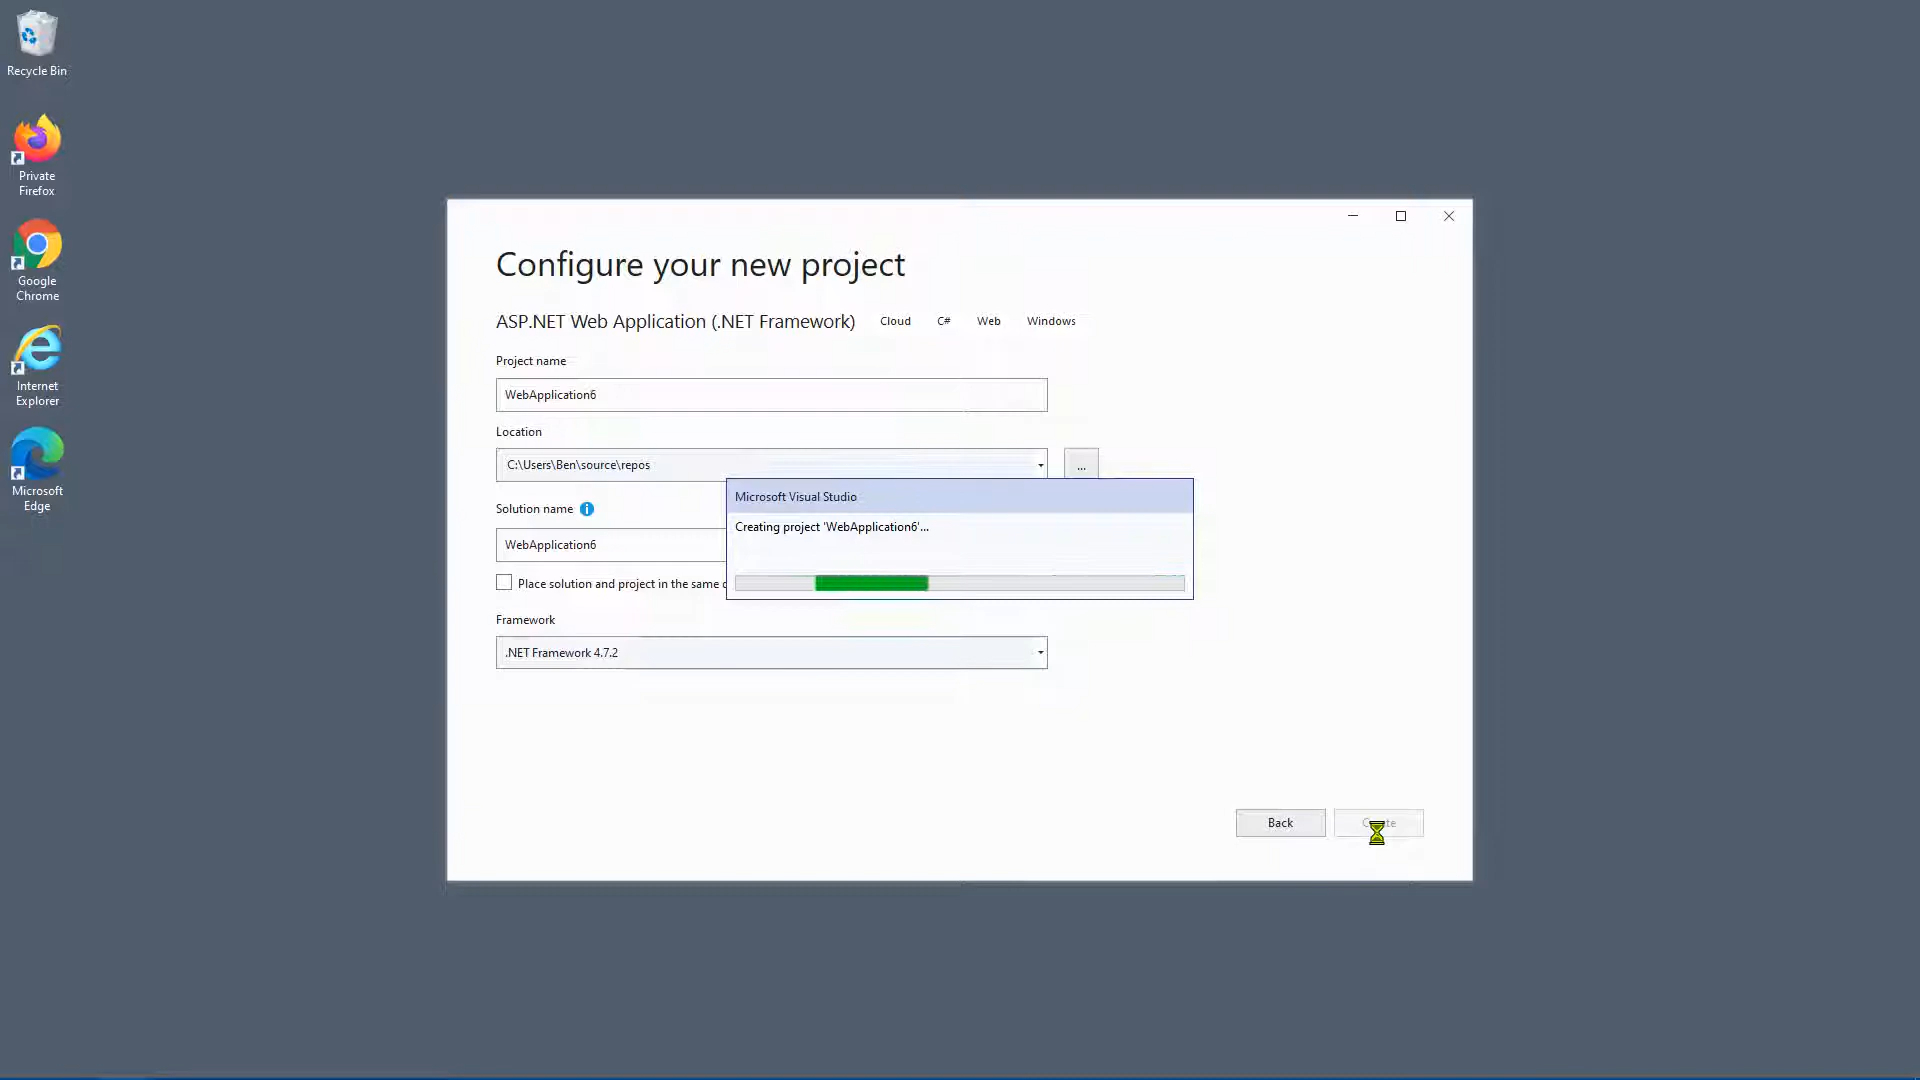 Recycle Bin
Private
Firefox
Google
Chrome
Internet
Explorer
Microsoft
Edge
Configure your new project
ASP.NET Web Application (.NET Framework) Cloud C# Web Windows
Project name
WebApplication6
Location
C:\Users\Ben\source\repos
...
Solution name
WebApplication6
Place solution and project in the same
Framework
.NET Framework 4.7.2
Microsoft Visual Studio
Creating project 'WebApplication6'...
Back